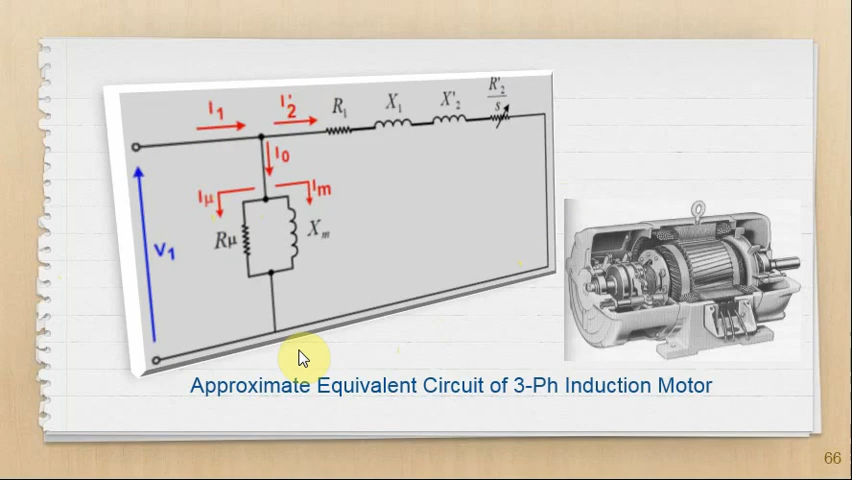 I₁
I'₂
R₁
X₁
X'₂
R'₂
s
I₀
Iμ
Im
Rμ
Xₘ
V₁
Approximate Equivalent Circuit of 3-Ph Induction Motor
66